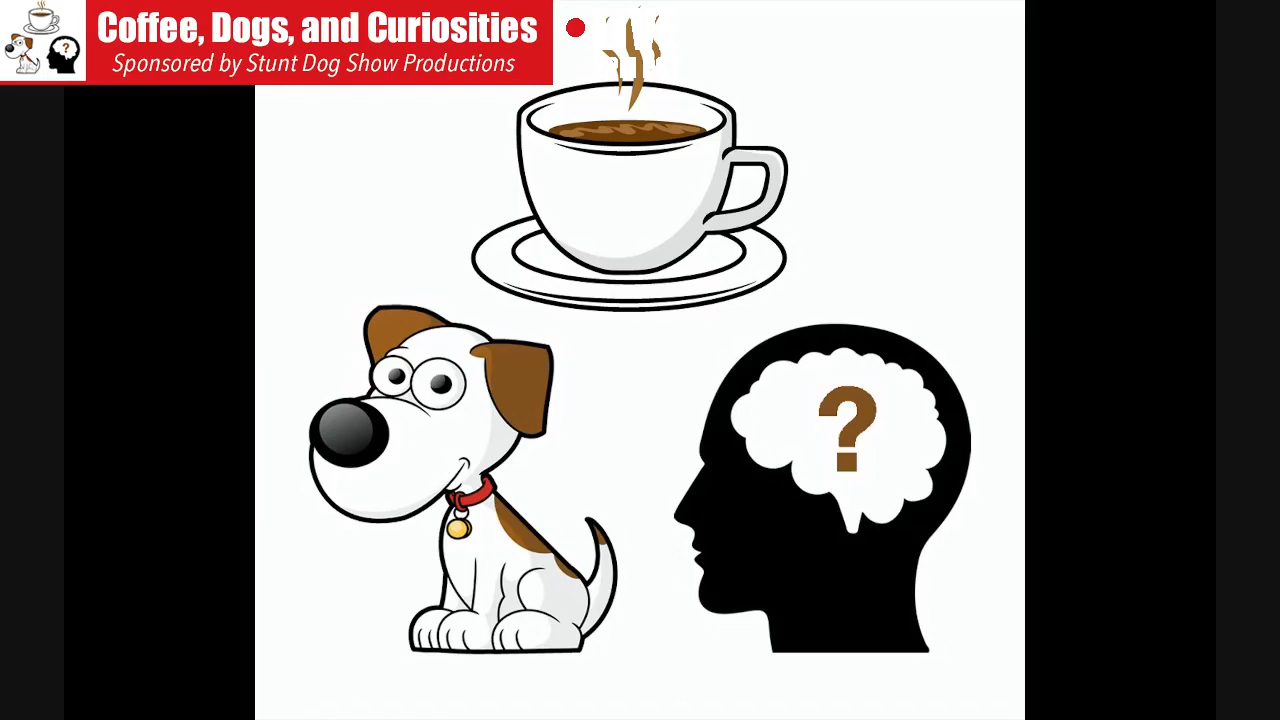 Coffee, Dogs, and Curiosities
Sponsored by Stunt Dog Show Productions
?
?